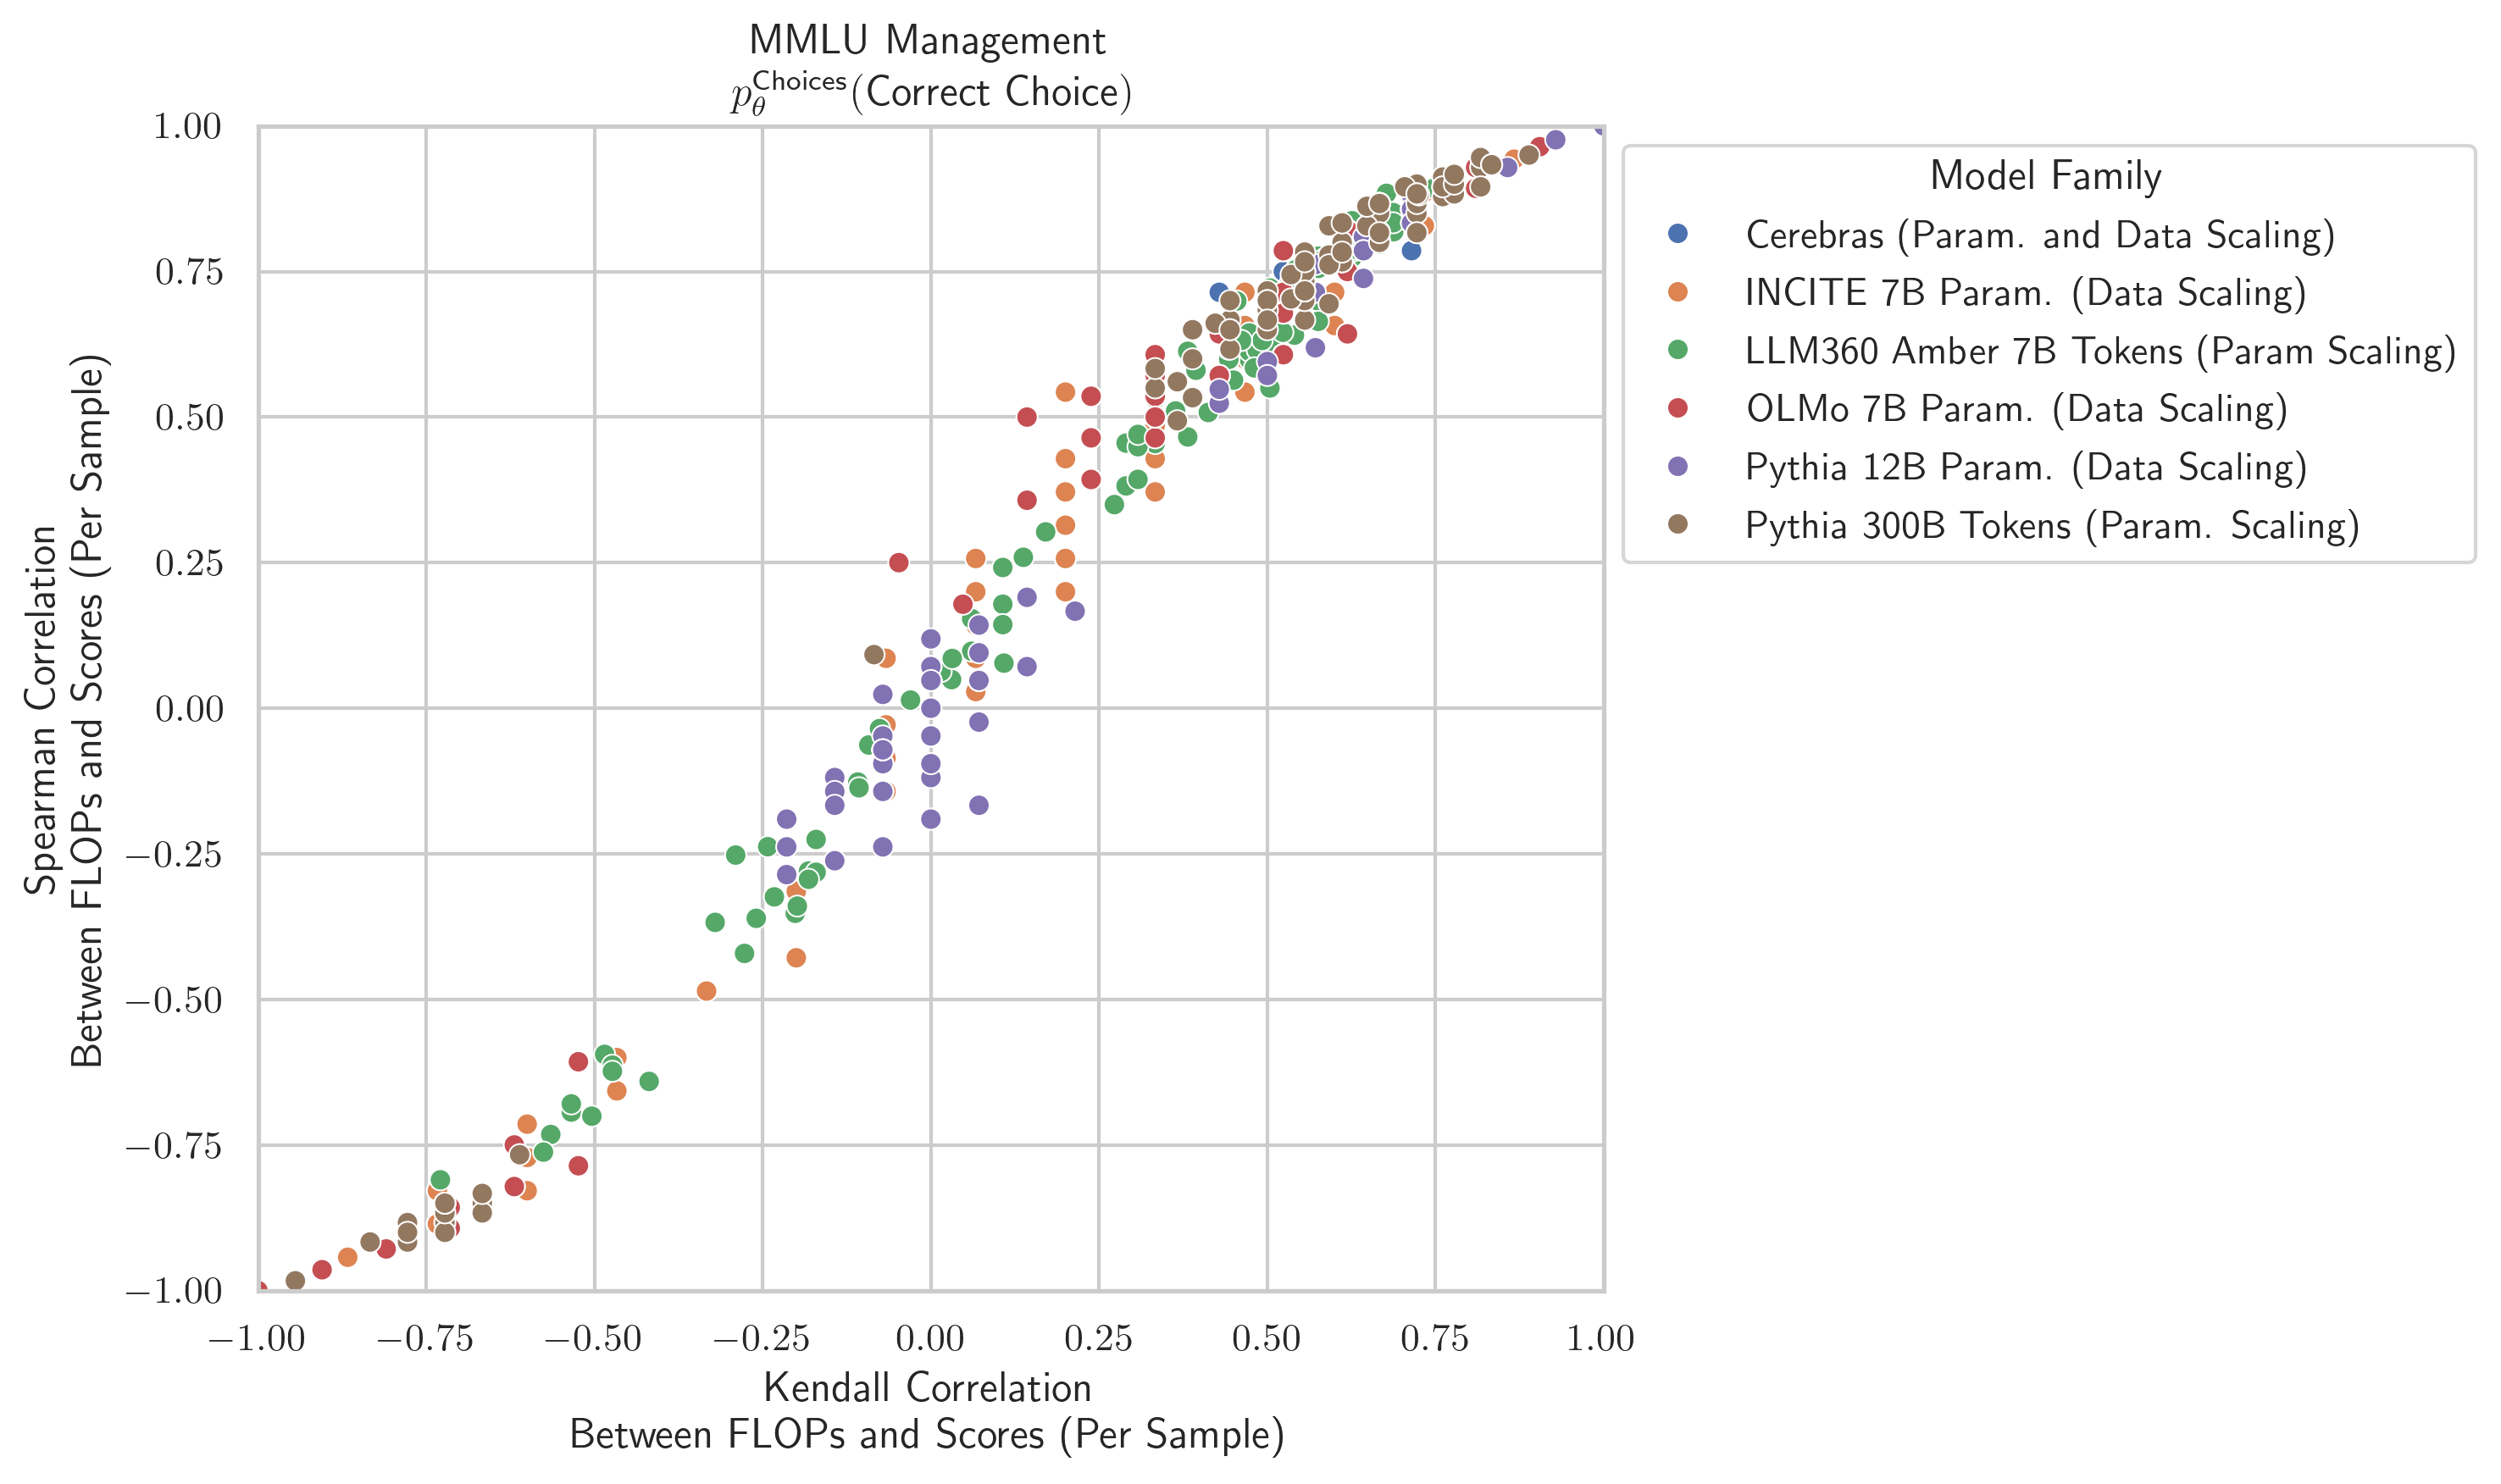 MMLU Management
p_θ^Choices(Correct Choice)
1.00
0.75
0.50
0.25
0.00
−0.25
−0.50
−0.75
−1.00
Spearman Correlation
Between FLOPs and Scores (Per Sample)
−1.00 −0.75 −0.50 −0.25 0.00 0.25 0.50 0.75 1.00
Kendall Correlation
Between FLOPs and Scores (Per Sample)
Model Family
Cerebras (Param. and Data Scaling)
INCITE 7B Param. (Data Scaling)
LLM360 Amber 7B Tokens (Param Scaling)
OLMo 7B Param. (Data Scaling)
Pythia 12B Param. (Data Scaling)
Pythia 300B Tokens (Param. Scaling)